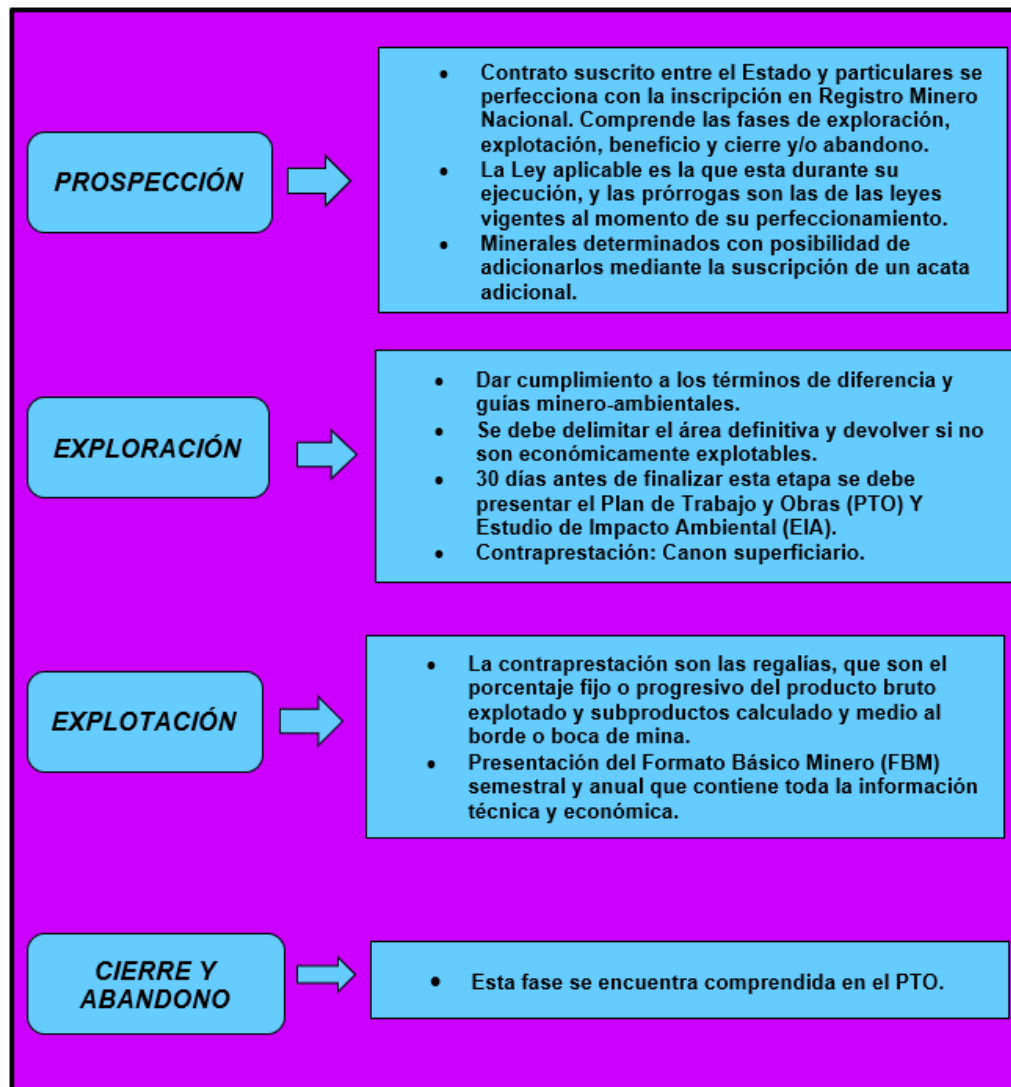 PROSPECCIÓN
• Contrato suscrito entre el Estado y particulares se
perfecciona con la inscripción en Registro Minero
Nacional. Comprende las fases de exploración,
explotación, beneficio y cierre y/o abandono.
• La Ley aplicable es la que esta durante su
ejecución, y las prórrogas son las de las leyes
vigentes al momento de su perfeccionamiento.
• Minerales determinados con posibilidad de
adicionarlos mediante la suscripción de un acata
adicional.
EXPLORACIÓN
• Dar cumplimiento a los términos de diferencia y
guías minero-ambientales.
• Se debe delimitar el área definitiva y devolver si no
son económicamente explotables.
• 30 días antes de finalizar esta etapa se debe
presentar el Plan de Trabajo y Obras (PTO) Y
Estudio de Impacto Ambiental (EIA).
• Contraprestación: Canon superficiario.
EXPLOTACIÓN
• La contraprestación son las regalías, que son el
porcentaje fijo o progresivo del producto bruto
explotado y subproductos calculado y medio al
borde o boca de mina.
• Presentación del Formato Básico Minero (FBM)
semestral y anual que contiene toda la información
técnica y económica.
CIERRE Y
ABANDONO
• Esta fase se encuentra comprendida en el PTO.